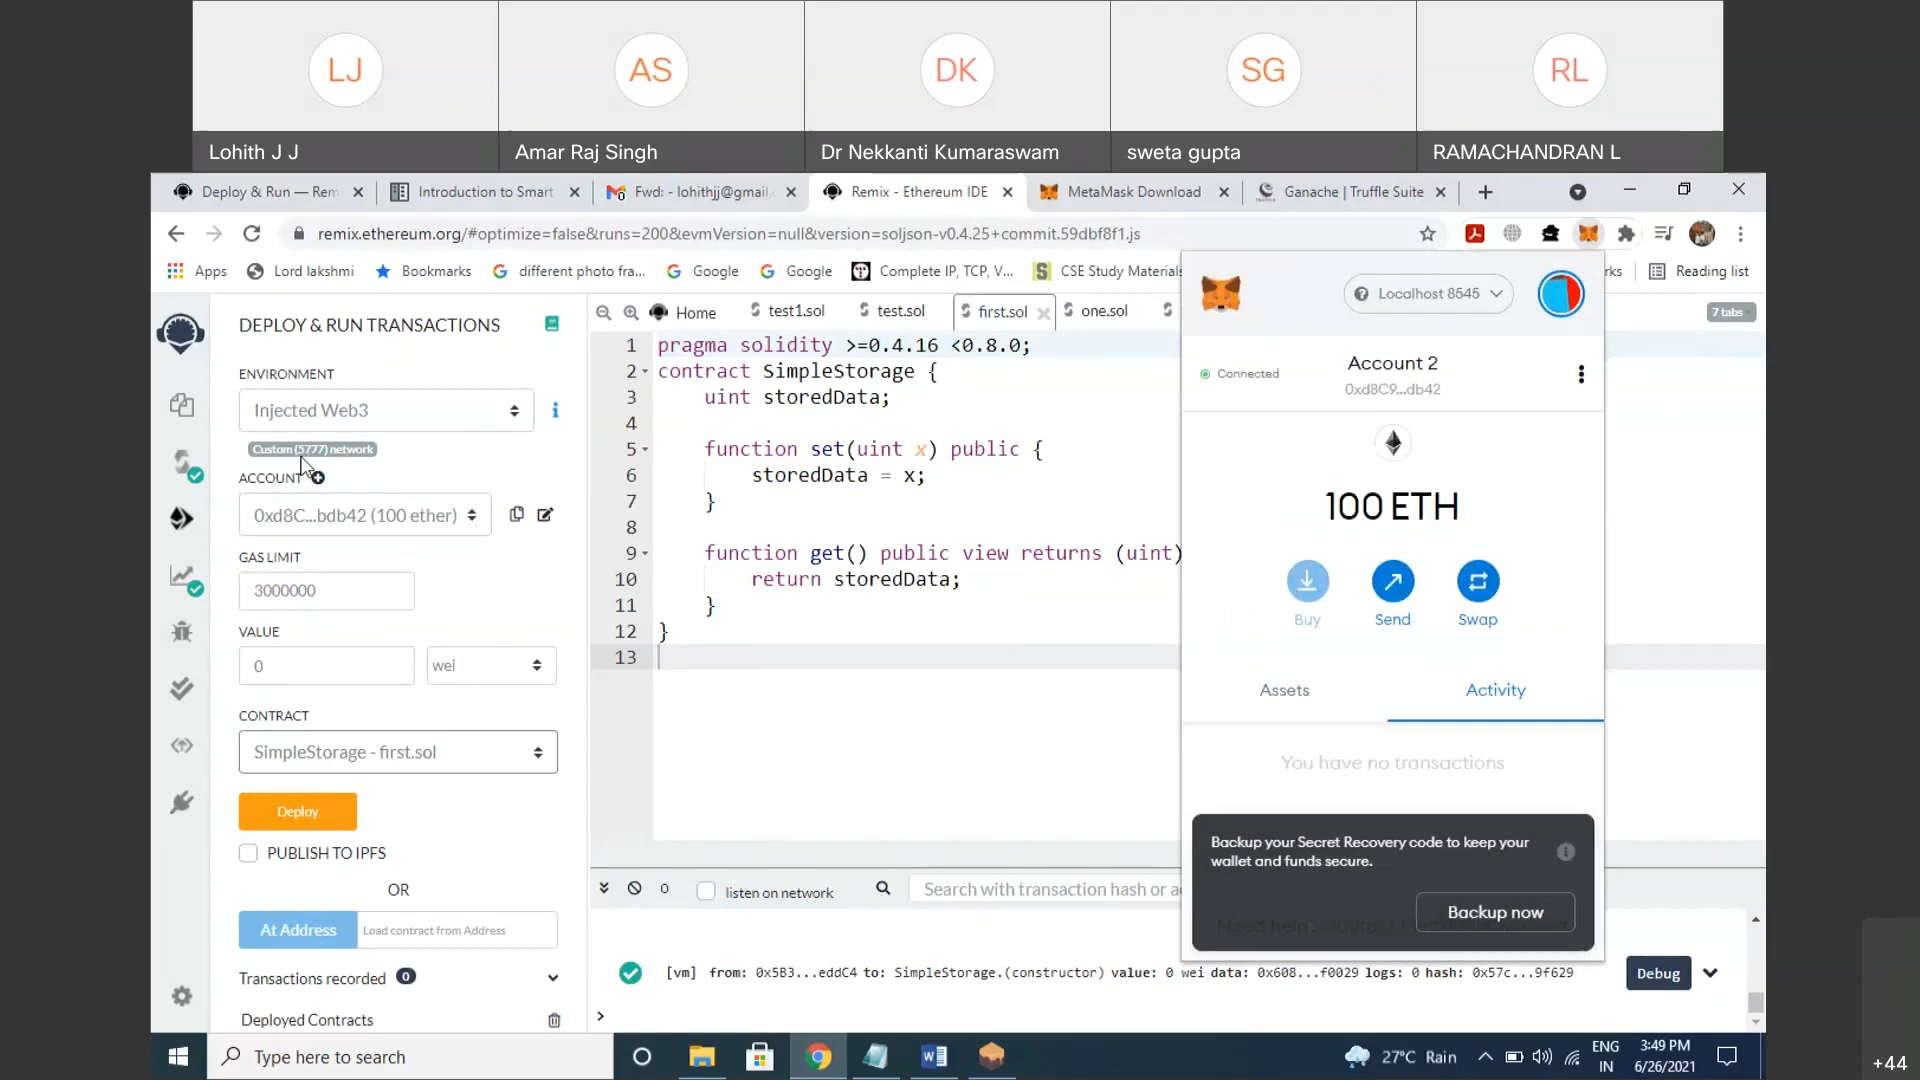 LJ
AS
DK
SG
RL
Lohith J J
Amar Raj Singh
Dr Nekkanti Kumaraswam
sweta gupta
RAMACHANDRAN L
Deploy & Run — Rem
Introduction to Smart
Fwd: - lohithjj@gmail.
Remix - Ethereum IDE
MetaMask Download
Ganache | Truffle Suite
remix.ethereum.org/#optimize=false&runs=200&evmVersion=null&version=soljson-v0.4.25+commit.59dbf8f1.js
Apps
Lord lakshmi
Bookmarks
different photo fra...
Google
Google
Complete IP, TCP, V...
CSE Study Materials
rks
Reading list
DEPLOY & RUN TRANSACTIONS
ENVIRONMENT
Injected Web3
Custom (5777) network
ACCOUNT
0xd8C...bdb42 (100 ether)
GAS LIMIT
3000000
VALUE
0
wei
CONTRACT
SimpleStorage - first.sol
Deploy
PUBLISH TO IPFS
OR
At Address
Load contract from Address
Transactions recorded 0
Deployed Contracts
Home
test1.sol
test.sol
first.sol
one.sol
7 tabs
1 pragma solidity >=0.4.16 <0.8.0;
2 contract SimpleStorage {
3 uint storedData;
4
5 function set(uint x) public {
6 storedData = x;
7 }
8
9 function get() public view returns (uint)
10 return storedData;
11 }
12 }
13
Localhost 8545
Connected
Account 2
0xd8C9...db42
100 ETH
Buy
Send
Swap
Assets
Activity
You have no transactions
Backup your Secret Recovery code to keep your
wallet and funds secure.
Backup now
0
listen on network
Search with transaction hash or
[vm] from: 0x5B3...eddC4 to: SimpleStorage.(constructor) value: 0 wei data: 0x608...f0029 logs: 0 hash: 0x57c...9f629
Debug
>
Type here to search
27°C Rain
ENG
IN
3:49 PM
6/26/2021
+44